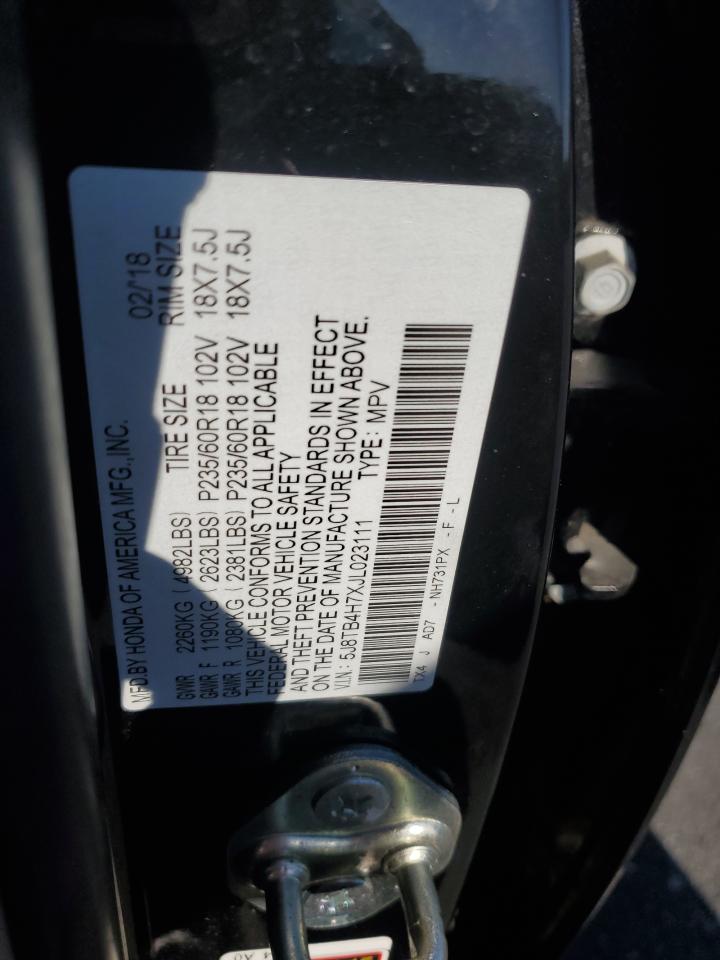 MFD.BY HONDA OF AMERICA MFG.,INC. 02/'18
TIRE SIZE RIM SIZE
GVWR 2260KG (4982LBS)
GAWR F 1190KG (2623LBS) P235/60R18 102V 18X7.5J
GAWR R 1080KG (2381LBS) P235/60R18 102V 18X7.5J
THIS VEHICLE CONFORMS TO ALL APPLICABLE
FEDERAL MOTOR VEHICLE SAFETY
AND THEFT PREVENTION STANDARDS IN EFFECT
ON THE DATE OF MANUFACTURE SHOWN ABOVE.
V.I.N.: 5J8TB4H7XJL023111 TYPE: MPV
TX4 J AD7 - NH731PX - F - L